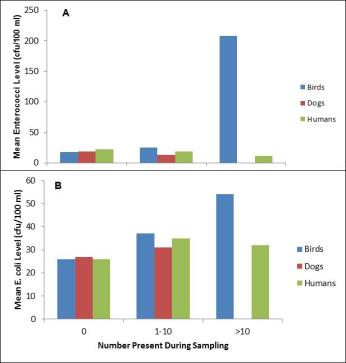 A
Mean Enterococci Level (cfu/100 ml)
250
200
150
100
50
0
Birds
Dogs
Humans
B
Mean E. coli Level (cfu/ 100 ml)
60
50
40
30
20
10
0
Birds
Dogs
Humans
0
1-10
>10
Number Present During Sampling